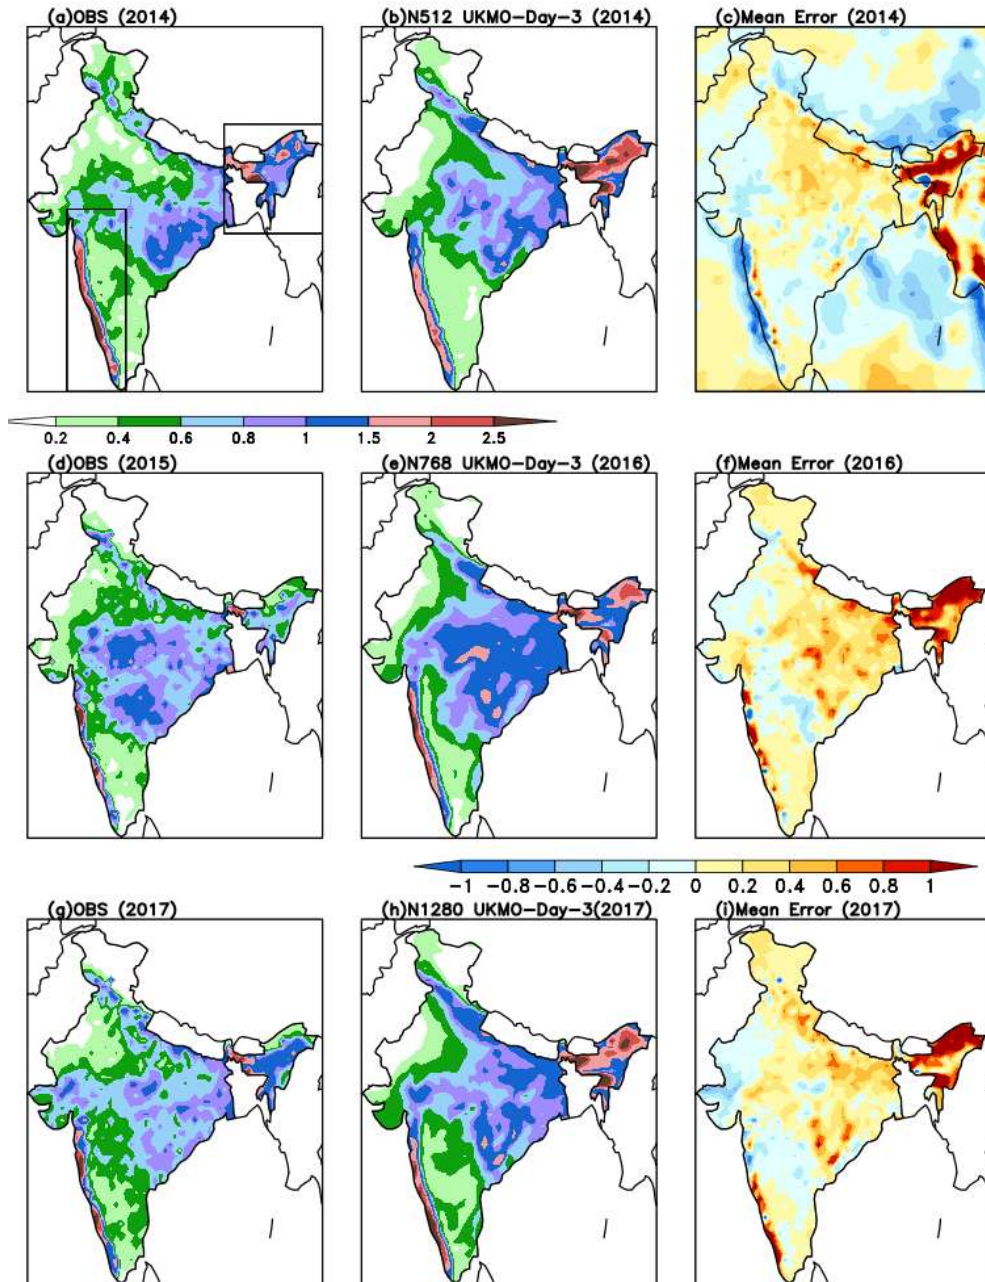 (a)OBS (2014) (b)N512 UKMO-Day-3 (2014) (c)Mean Error (2014)
0.2 0.4 0.6 0.8 1 1.5 2 2.5
(d)OBS (2015) (e)N768 UKMO-Day-3 (2016) (f)Mean Error (2016)
-1 -0.8 -0.6 -0.4 -0.2 0 0.2 0.4 0.6 0.8 1
(g)OBS (2017) (h)N1280 UKMO-Day-3(2017) (i)Mean Error (2017)